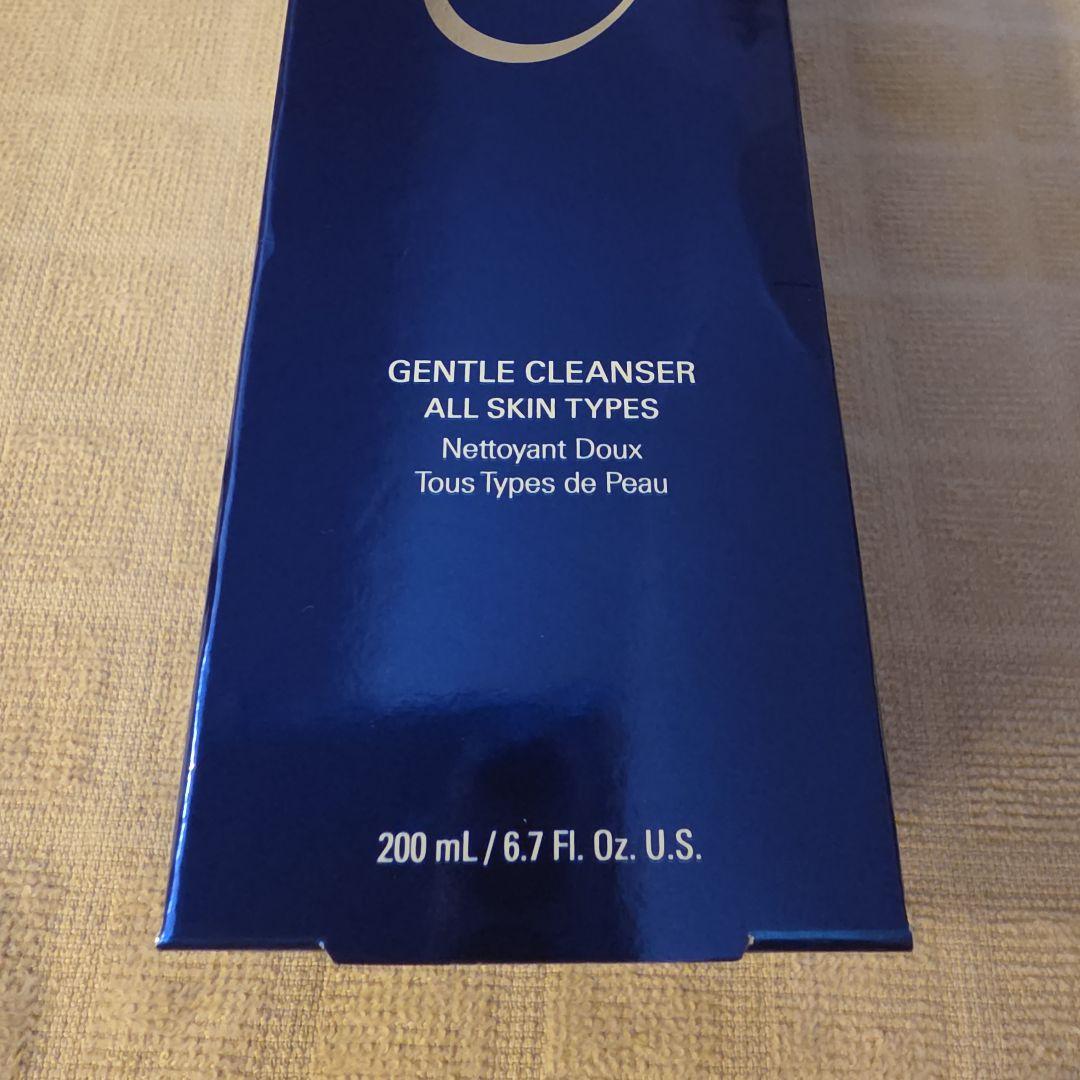 GENTLE CLEANSER
ALL SKIN TYPES
Nettoyant Doux
Tous Types de Peau
200 mL / 6.7 Fl. Oz. U.S.